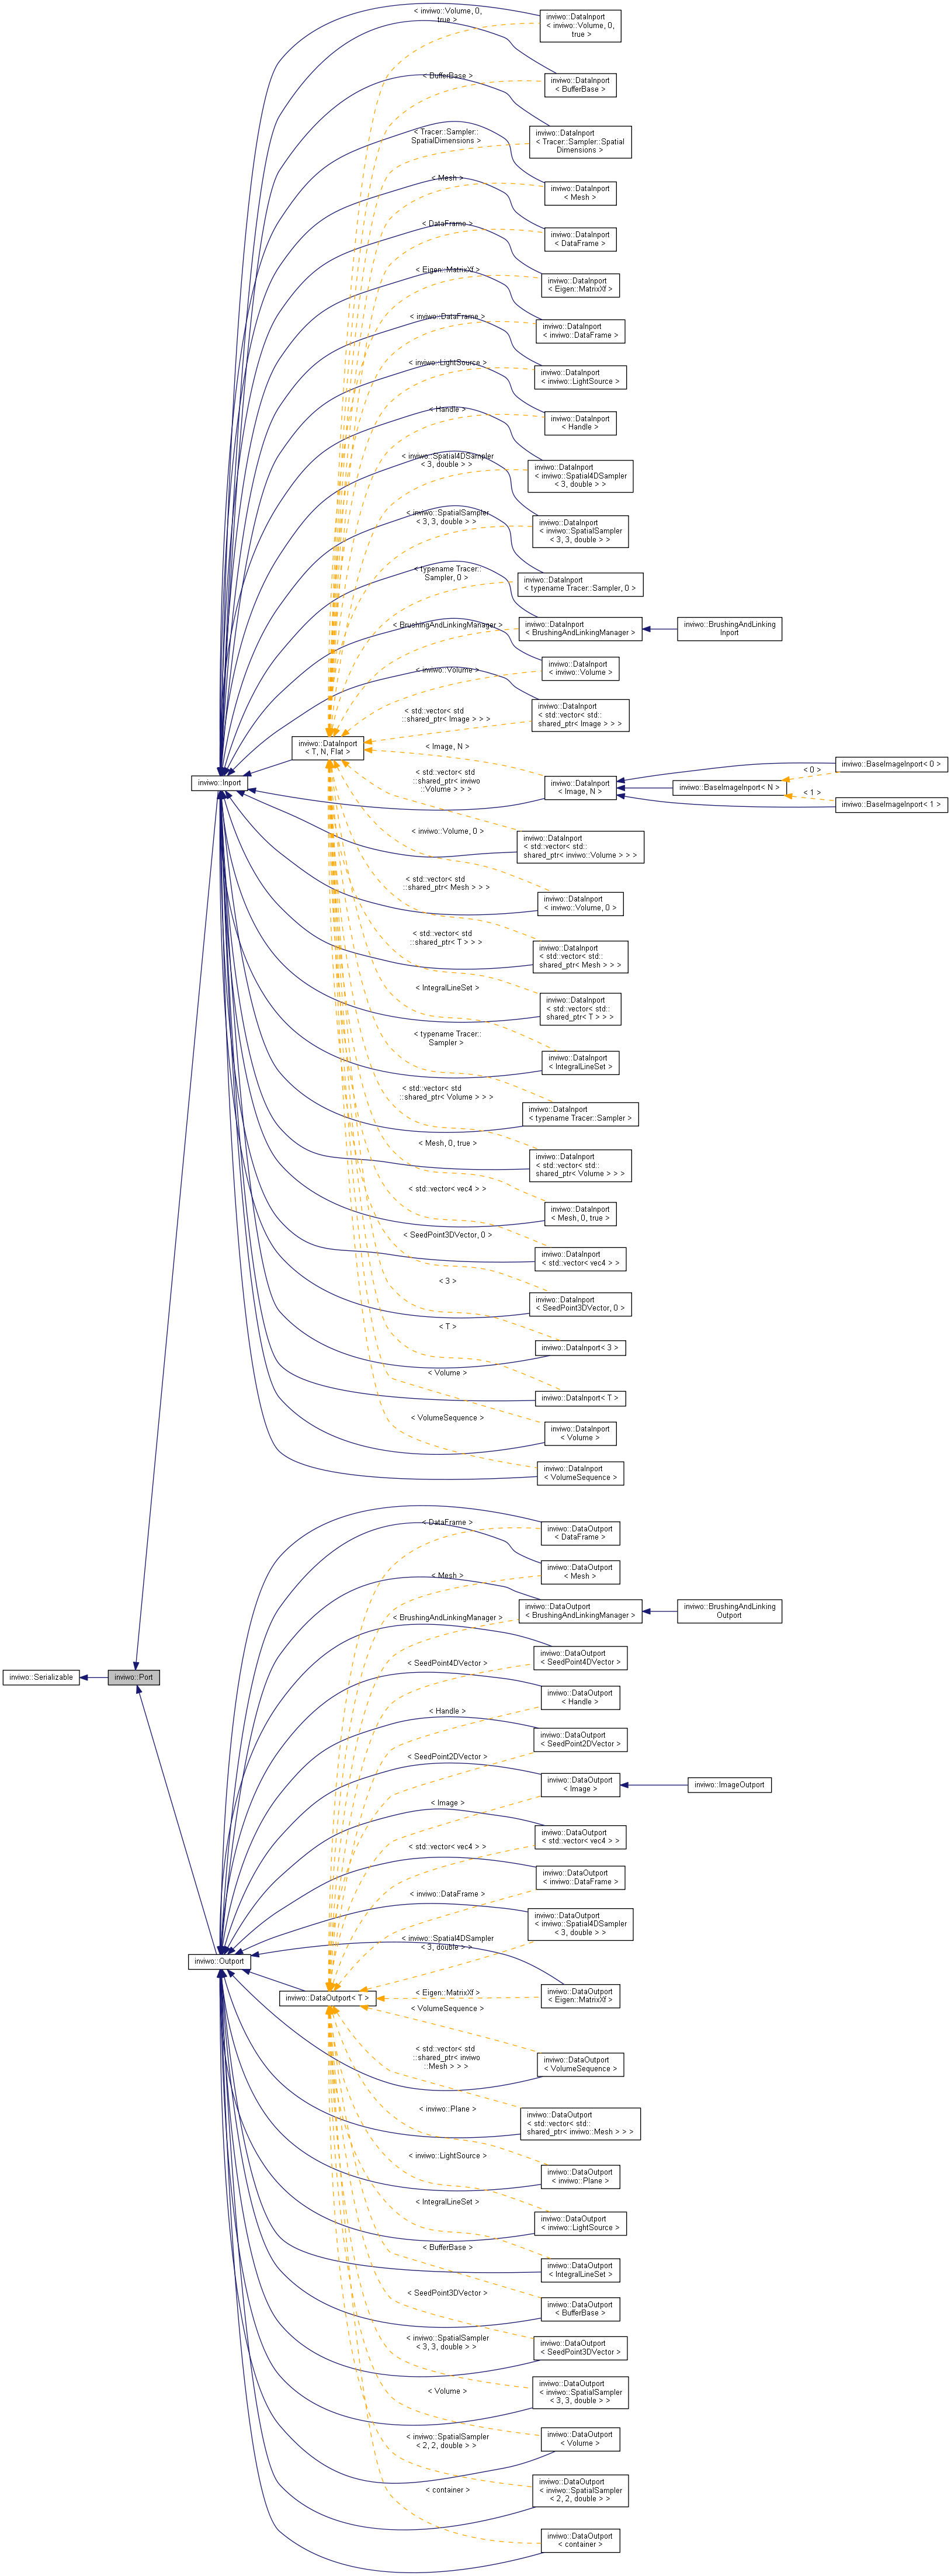 < inviwo::Volume, 0,
true >
inviwo::DataInport
< inviwo::Volume, 0,
true >
< BufferBase >
inviwo::DataInport
< BufferBase >
< Tracer::Sampler::
SpatialDimensions >
inviwo::DataInport
< Tracer::Sampler::Spatial
Dimensions >
< Mesh >
inviwo::DataInport
< Mesh >
< DataFrame >
inviwo::DataInport
< DataFrame >
< Eigen::MatrixXf >
inviwo::DataInport
< Eigen::MatrixXf >
< inviwo::DataFrame >
inviwo::DataInport
< inviwo::DataFrame >
< inviwo::LightSource >
inviwo::DataInport
< inviwo::LightSource >
< Handle >
inviwo::DataInport
< Handle >
< inviwo::Spatial4DSampler
< 3, double > >
inviwo::DataInport
< inviwo::Spatial4DSampler
< 3, double > >
< inviwo::SpatialSampler
< 3, 3, double > >
inviwo::DataInport
< inviwo::SpatialSampler
< 3, 3, double > >
< typename Tracer::
Sampler, 0 >
inviwo::DataInport
< typename Tracer::Sampler, 0 >
< BrushingAndLinkingManager >
inviwo::DataInport
< BrushingAndLinkingManager >
inviwo::BrushingAndLinking
Inport
< inviwo::Volume >
inviwo::DataInport
< inviwo::Volume >
< std::vector< std
::shared_ptr< Image > > >
inviwo::DataInport
< std::vector< std::
shared_ptr< Image > > >
inviwo::DataInport
< T, N, Flat >
< Image, N >
inviwo::Inport
inviwo::DataInport
< Image, N >
inviwo::BaseImageInport< N >
< 0 >
inviwo::BaseImageInport< 0 >
< 1 >
inviwo::BaseImageInport< 1 >
< std::vector< std
::shared_ptr< inviwo
::Volume > > >
inviwo::DataInport
< std::vector< std::
shared_ptr< inviwo::Volume > > >
< inviwo::Volume, 0 >
inviwo::DataInport
< inviwo::Volume, 0 >
< std::vector< std
::shared_ptr< Mesh > > >
inviwo::DataInport
< std::vector< std::
shared_ptr< Mesh > > >
< std::vector< std
::shared_ptr< T > > >
inviwo::DataInport
< std::vector< std::
shared_ptr< T > > >
< IntegralLineSet >
inviwo::DataInport
< IntegralLineSet >
< typename Tracer::
Sampler >
inviwo::DataInport
< typename Tracer::Sampler >
< std::vector< std
::shared_ptr< Volume > > >
inviwo::DataInport
< std::vector< std::
shared_ptr< Volume > > >
< Mesh, 0, true >
inviwo::DataInport
< Mesh, 0, true >
< std::vector< vec4 > >
inviwo::DataInport
< std::vector< vec4 > >
< SeedPoint3DVector, 0 >
inviwo::DataInport
< SeedPoint3DVector, 0 >
< 3 >
inviwo::DataInport< 3 >
< T >
inviwo::DataInport< T >
< Volume >
inviwo::DataInport
< Volume >
< VolumeSequence >
inviwo::DataInport
< VolumeSequence >
inviwo::Serializable
inviwo::Port
< DataFrame >
inviwo::DataOutport
< DataFrame >
< Mesh >
inviwo::DataOutport
< Mesh >
< BrushingAndLinkingManager >
inviwo::DataOutport
< BrushingAndLinkingManager >
inviwo::BrushingAndLinking
Outport
< SeedPoint4DVector >
inviwo::DataOutport
< SeedPoint4DVector >
< Handle >
inviwo::DataOutport
< Handle >
< SeedPoint2DVector >
inviwo::DataOutport
< SeedPoint2DVector >
< Image >
inviwo::DataOutport
< Image >
inviwo::ImageOutport
< std::vector< vec4 > >
inviwo::DataOutport
< std::vector< vec4 > >
< inviwo::DataFrame >
inviwo::DataOutport
< inviwo::DataFrame >
< inviwo::Spatial4DSampler
< 3, double > >
inviwo::DataOutport
< inviwo::Spatial4DSampler
< 3, double > >
inviwo::Outport
inviwo::DataOutport< T >
< Eigen::MatrixXf >
inviwo::DataOutport
< Eigen::MatrixXf >
< VolumeSequence >
inviwo::DataOutport
< VolumeSequence >
< std::vector< std
::shared_ptr< inviwo
::Mesh > > >
inviwo::DataOutport
< std::vector< std::
shared_ptr< inviwo::Mesh > > >
< inviwo::Plane >
inviwo::DataOutport
< inviwo::Plane >
< inviwo::LightSource >
inviwo::DataOutport
< inviwo::LightSource >
< IntegralLineSet >
inviwo::DataOutport
< IntegralLineSet >
< BufferBase >
inviwo::DataOutport
< BufferBase >
< SeedPoint3DVector >
inviwo::DataOutport
< SeedPoint3DVector >
< inviwo::SpatialSampler
< 3, 3, double > >
inviwo::DataOutport
< inviwo::SpatialSampler
< 3, 3, double > >
< Volume >
inviwo::DataOutport
< Volume >
< inviwo::SpatialSampler
< 2, 2, double > >
inviwo::DataOutport
< inviwo::SpatialSampler
< 2, 2, double > >
< container >
inviwo::DataOutport
< container >